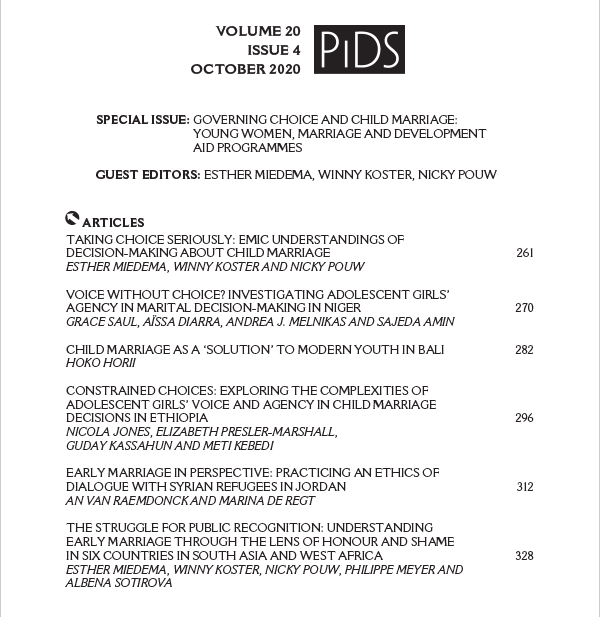 VOLUME 20
ISSUE 4
OCTOBER 2020
PiDS
SPECIAL ISSUE: GOVERNING CHOICE AND CHILD MARRIAGE:
YOUNG WOMEN, MARRIAGE AND DEVELOPMENT
AID PROGRAMMES
GUEST EDITORS: ESTHER MIEDEMA, WINNY KOSTER, NICKY POUW
ARTICLES
TAKING CHOICE SERIOUSLY: EMIC UNDERSTANDINGS OF
DECISION-MAKING ABOUT CHILD MARRIAGE 261
ESTHER MIEDEMA, WINNY KOSTER AND NICKY POUW
VOICE WITHOUT CHOICE? INVESTIGATING ADOLESCENT GIRLS’
AGENCY IN MARITAL DECISION-MAKING IN NIGER 270
GRACE SAUL, AÏSSA DIARRA, ANDREA J. MELNIKAS AND SAJEDA AMIN
CHILD MARRIAGE AS A ‘SOLUTION’ TO MODERN YOUTH IN BALI 282
HOKO HORII
CONSTRAINED CHOICES: EXPLORING THE COMPLEXITIES OF
ADOLESCENT GIRLS’ VOICE AND AGENCY IN CHILD MARRIAGE
DECISIONS IN ETHIOPIA 296
NICOLA JONES, ELIZABETH PRESLER-MARSHALL,
GUDAY KASSAHUN AND METI KEBEDI
EARLY MARRIAGE IN PERSPECTIVE: PRACTICING AN ETHICS OF
DIALOGUE WITH SYRIAN REFUGEES IN JORDAN 312
AN VAN RAEMDONCK AND MARINA DE REGT
THE STRUGGLE FOR PUBLIC RECOGNITION: UNDERSTANDING
EARLY MARRIAGE THROUGH THE LENS OF HONOUR AND SHAME
IN SIX COUNTRIES IN SOUTH ASIA AND WEST AFRICA 328
ESTHER MIEDEMA, WINNY KOSTER, NICKY POUW, PHILIPPE MEYER AND
ALBENA SOTIROVA